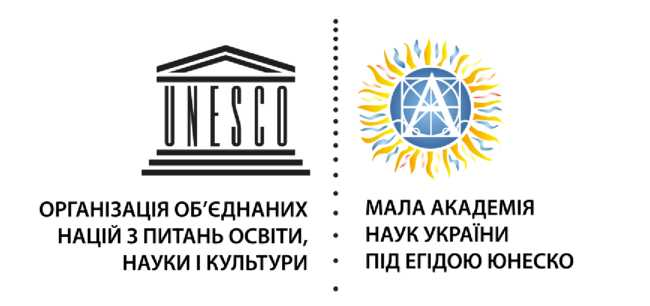 UNESCO
ОРГАНІЗАЦІЯ ОБ’ЄДНАНИХ
НАЦІЙ З ПИТАНЬ ОСВІТИ,
НАУКИ І КУЛЬТУРИ
А
МАЛА АКАДЕМІЯ
НАУК УКРАЇНИ
ПІД ЕГІДОЮ ЮНЕСКО